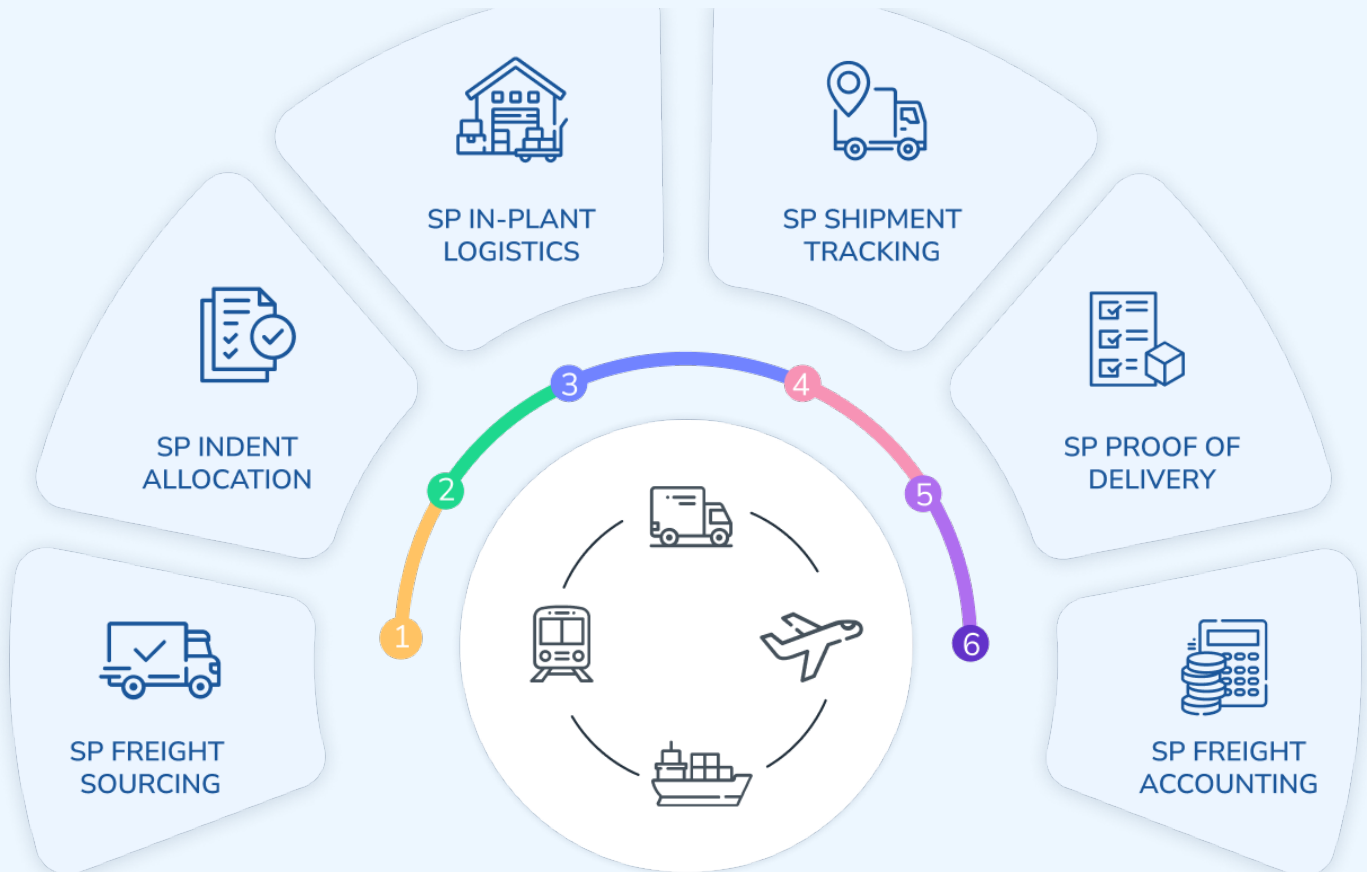 SP FREIGHT
SOURCING
SP INDENT
ALLOCATION
SP IN-PLANT
LOGISTICS
SP SHIPMENT
TRACKING
SP PROOF OF
DELIVERY
SP FREIGHT
ACCOUNTING
1
2
3
4
5
6